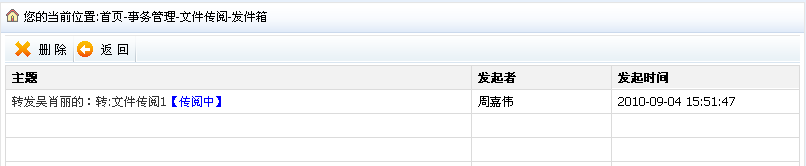 您的当前位置:首页-事务管理-文件传阅-发件箱
删 除 返 回
主题 发起者 发起时间
转发吴肖丽的：转:文件传阅1【传阅中】 周嘉伟 2010-09-04 15:51:47